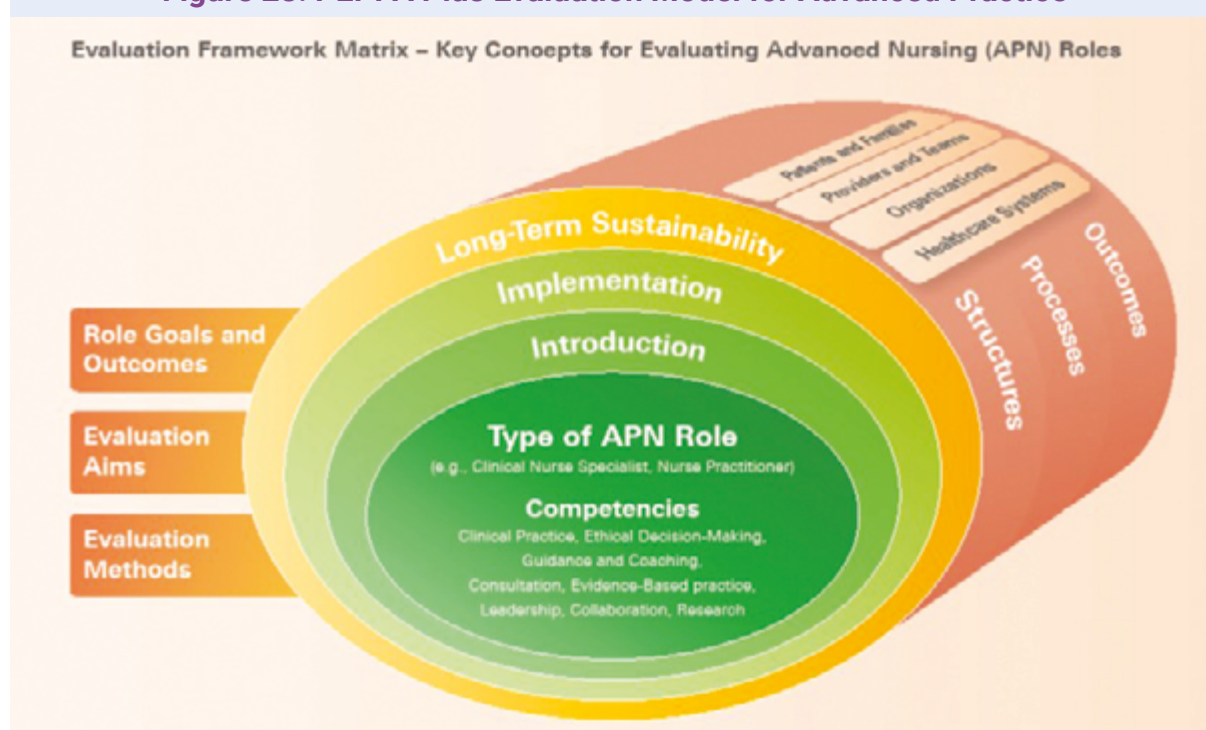 Evaluation Framework Matrix – Key Concepts for Evaluating Advanced Nursing (APN) Roles
Patients and Families
Providers and Teams
Organizations
Healthcare Systems
Outcomes
Processes
Structures
Long-Term Sustainability
Implementation
Introduction
Role Goals and
Outcomes
Evaluation
Aims
Evaluation
Methods
Type of APN Role
(e.g., Clinical Nurse Specialist, Nurse Practitioner)
Competencies
Clinical Practice, Ethical Decision-Making,
Guidance and Coaching,
Consultation, Evidence-Based practice,
Leadership, Collaboration, Research